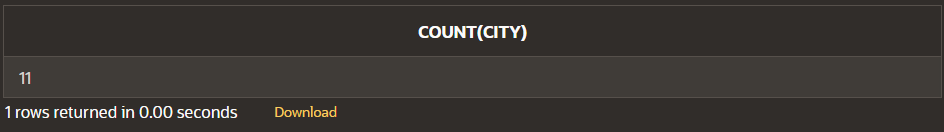 COUNT(CITY)
11
1 rows returned in 0.00 seconds Download